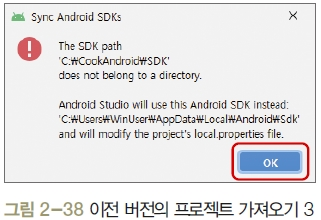 Sync Android SDKs
The SDK path
'C:₩CookAndroid₩SDK'
does not belong to a directory.
Android Studio will use this Android SDK instead:
'C:₩Users₩WinUser₩AppData₩Local₩Android₩Sdk'
and will modify the project's local.properties file.
OK
그림 2-38 이전 버전의 프로젝트 가져오기 3